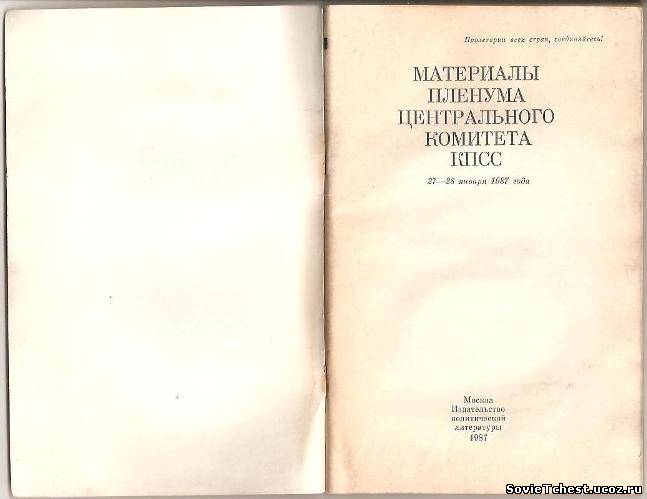 Пролетарии всех стран, соединяйтесь!
МАТЕРИАЛЫ
ПЛЕНУМА
ЦЕНТРАЛЬНОГО
КОМИТЕТА
КПСС
27—28 января 1987 года
Москва
Издательство
политической
литературы
1987
SovieTchest.ucoz.ru